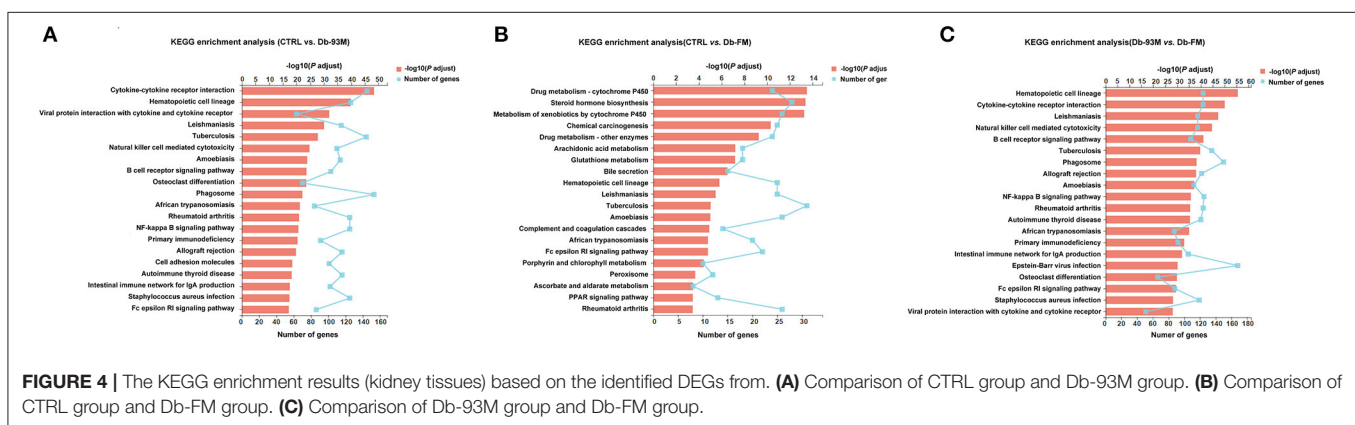 A
KEGG enrichment analysis (CTRL vs. Db-93M)
-log10(P adjust)
0 5 10 15 20 25 30 35 40 45 50
-log10(P adjust)
Number of genes
Cytokine-cytokine receptor interaction
Hematopoietic cell lineage
Viral protein interaction with cytokine and cytokine receptor
Leishmaniasis
Tuberculosis
Natural killer cell mediated cytotoxicity
Amoebiasis
B cell receptor signaling pathway
Osteoclast differentiation
Phagosome
African trypanosomiasis
Rheumatoid arthritis
NF-kappa B signaling pathway
Primary immunodeficiency
Allograft rejection
Cell adhesion molecules
Autoimmune thyroid disease
Intestinal immune network for IgA production
Staphylococcus aureus infection
Fc epsilon RI signaling pathway
0 20 40 60 80 100 120 140 160
Number of genes
B
KEGG enrichment analysis(CTRL vs. Db-FM)
-log10(P adjust)
0 2 4 6 8 10 12 14
-log10(P adjus
Number of ger
Drug metabolism - cytochrome P450
Steroid hormone biosynthesis
Metabolism of xenobiotics by cytochrome P450
Chemical carcinogenesis
Drug metabolism - other enzymes
Arachidonic acid metabolism
Glutathione metabolism
Bile secretion
Hematopoietic cell lineage
Leishmaniasis
Tuberculosis
Amoebiasis
Complement and coagulation cascades
African trypanosomiasis
Fc epsilon RI signaling pathway
Porphyrin and chlorophyll metabolism
Peroxisome
Ascorbate and aldarate metabolism
PPAR signaling pathway
Rheumatoid arthritis
0 5 10 15 20 25 30
Number of genes
C
KEGG enrichment analysis(Db-93M vs. Db-FM)
-log10(P adjust)
0 5 10 15 20 25 30 35 40 45 50 55 60
-log10(P adjust)
Number of genes
Hematopoietic cell lineage
Cytokine-cytokine receptor interaction
Leishmaniasis
Natural killer cell mediated cytotoxicity
B cell receptor signaling pathway
Tuberculosis
Phagosome
Allograft rejection
Amoebiasis
NF-kappa B signaling pathway
Rheumatoid arthritis
Autoimmune thyroid disease
African trypanosomiasis
Primary immunodeficiency
Intestinal immune network for IgA production
Epstein-Barr virus infection
Osteoclast differentiation
Fc epsilon RI signaling pathway
Staphylococcus aureus infection
Viral protein interaction with cytokine and cytokine receptor
0 20 40 60 80 100 120 140 160 180
Number of genes
FIGURE 4 | The KEGG enrichment results (kidney tissues) based on the identified DEGs from. (A) Comparison of CTRL group and Db-93M group. (B) Comparison of
CTRL group and Db-FM group. (C) Comparison of Db-93M group and Db-FM group.